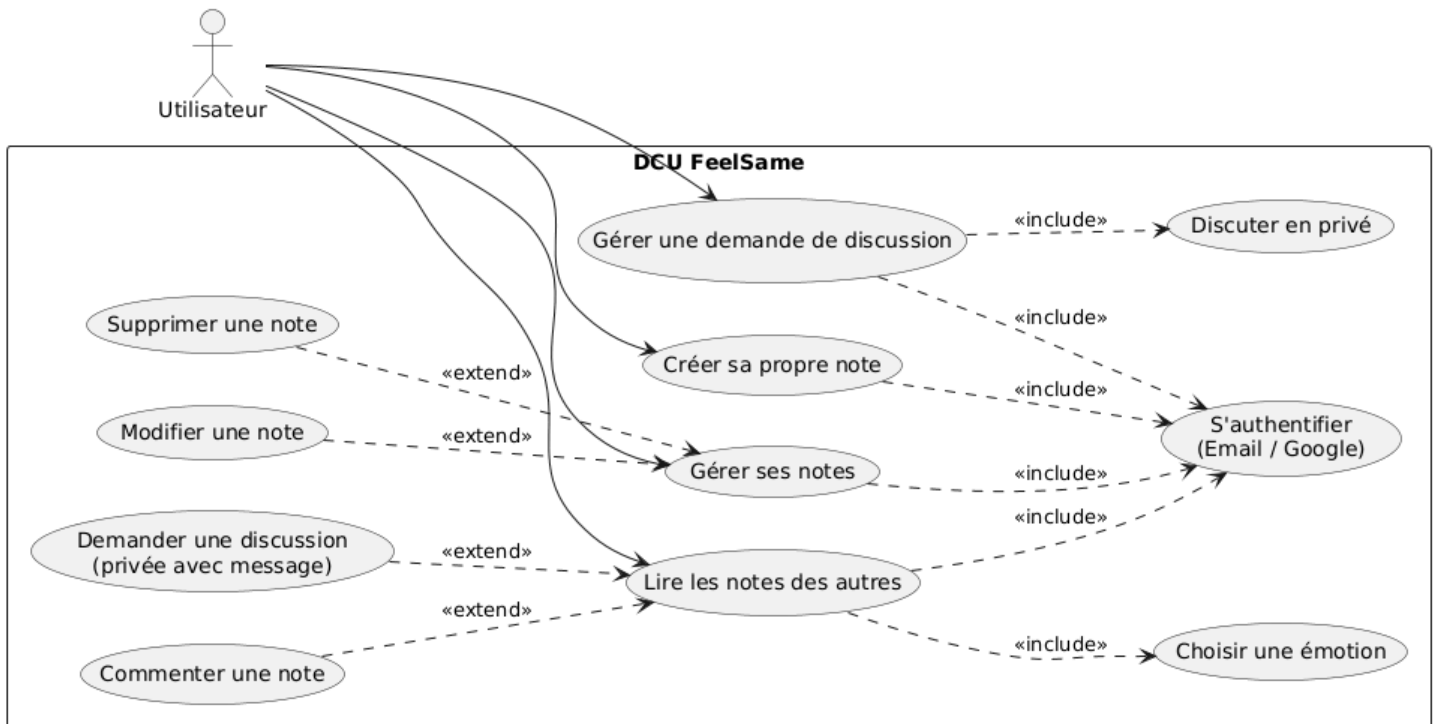 Utilisateur
DCU FeelSame
Gérer une demande de discussion
«include»
Discuter en privé
«include»
Supprimer une note
Créer sa propre note
«extend»
«include»
S'authentifier
(Email / Google)
Modifier une note
«extend»
Gérer ses notes
«include»
«include»
Demander une discussion
(privée avec message)
«extend»
Lire les notes des autres
«extend»
«include»
Choisir une émotion
Commenter une note